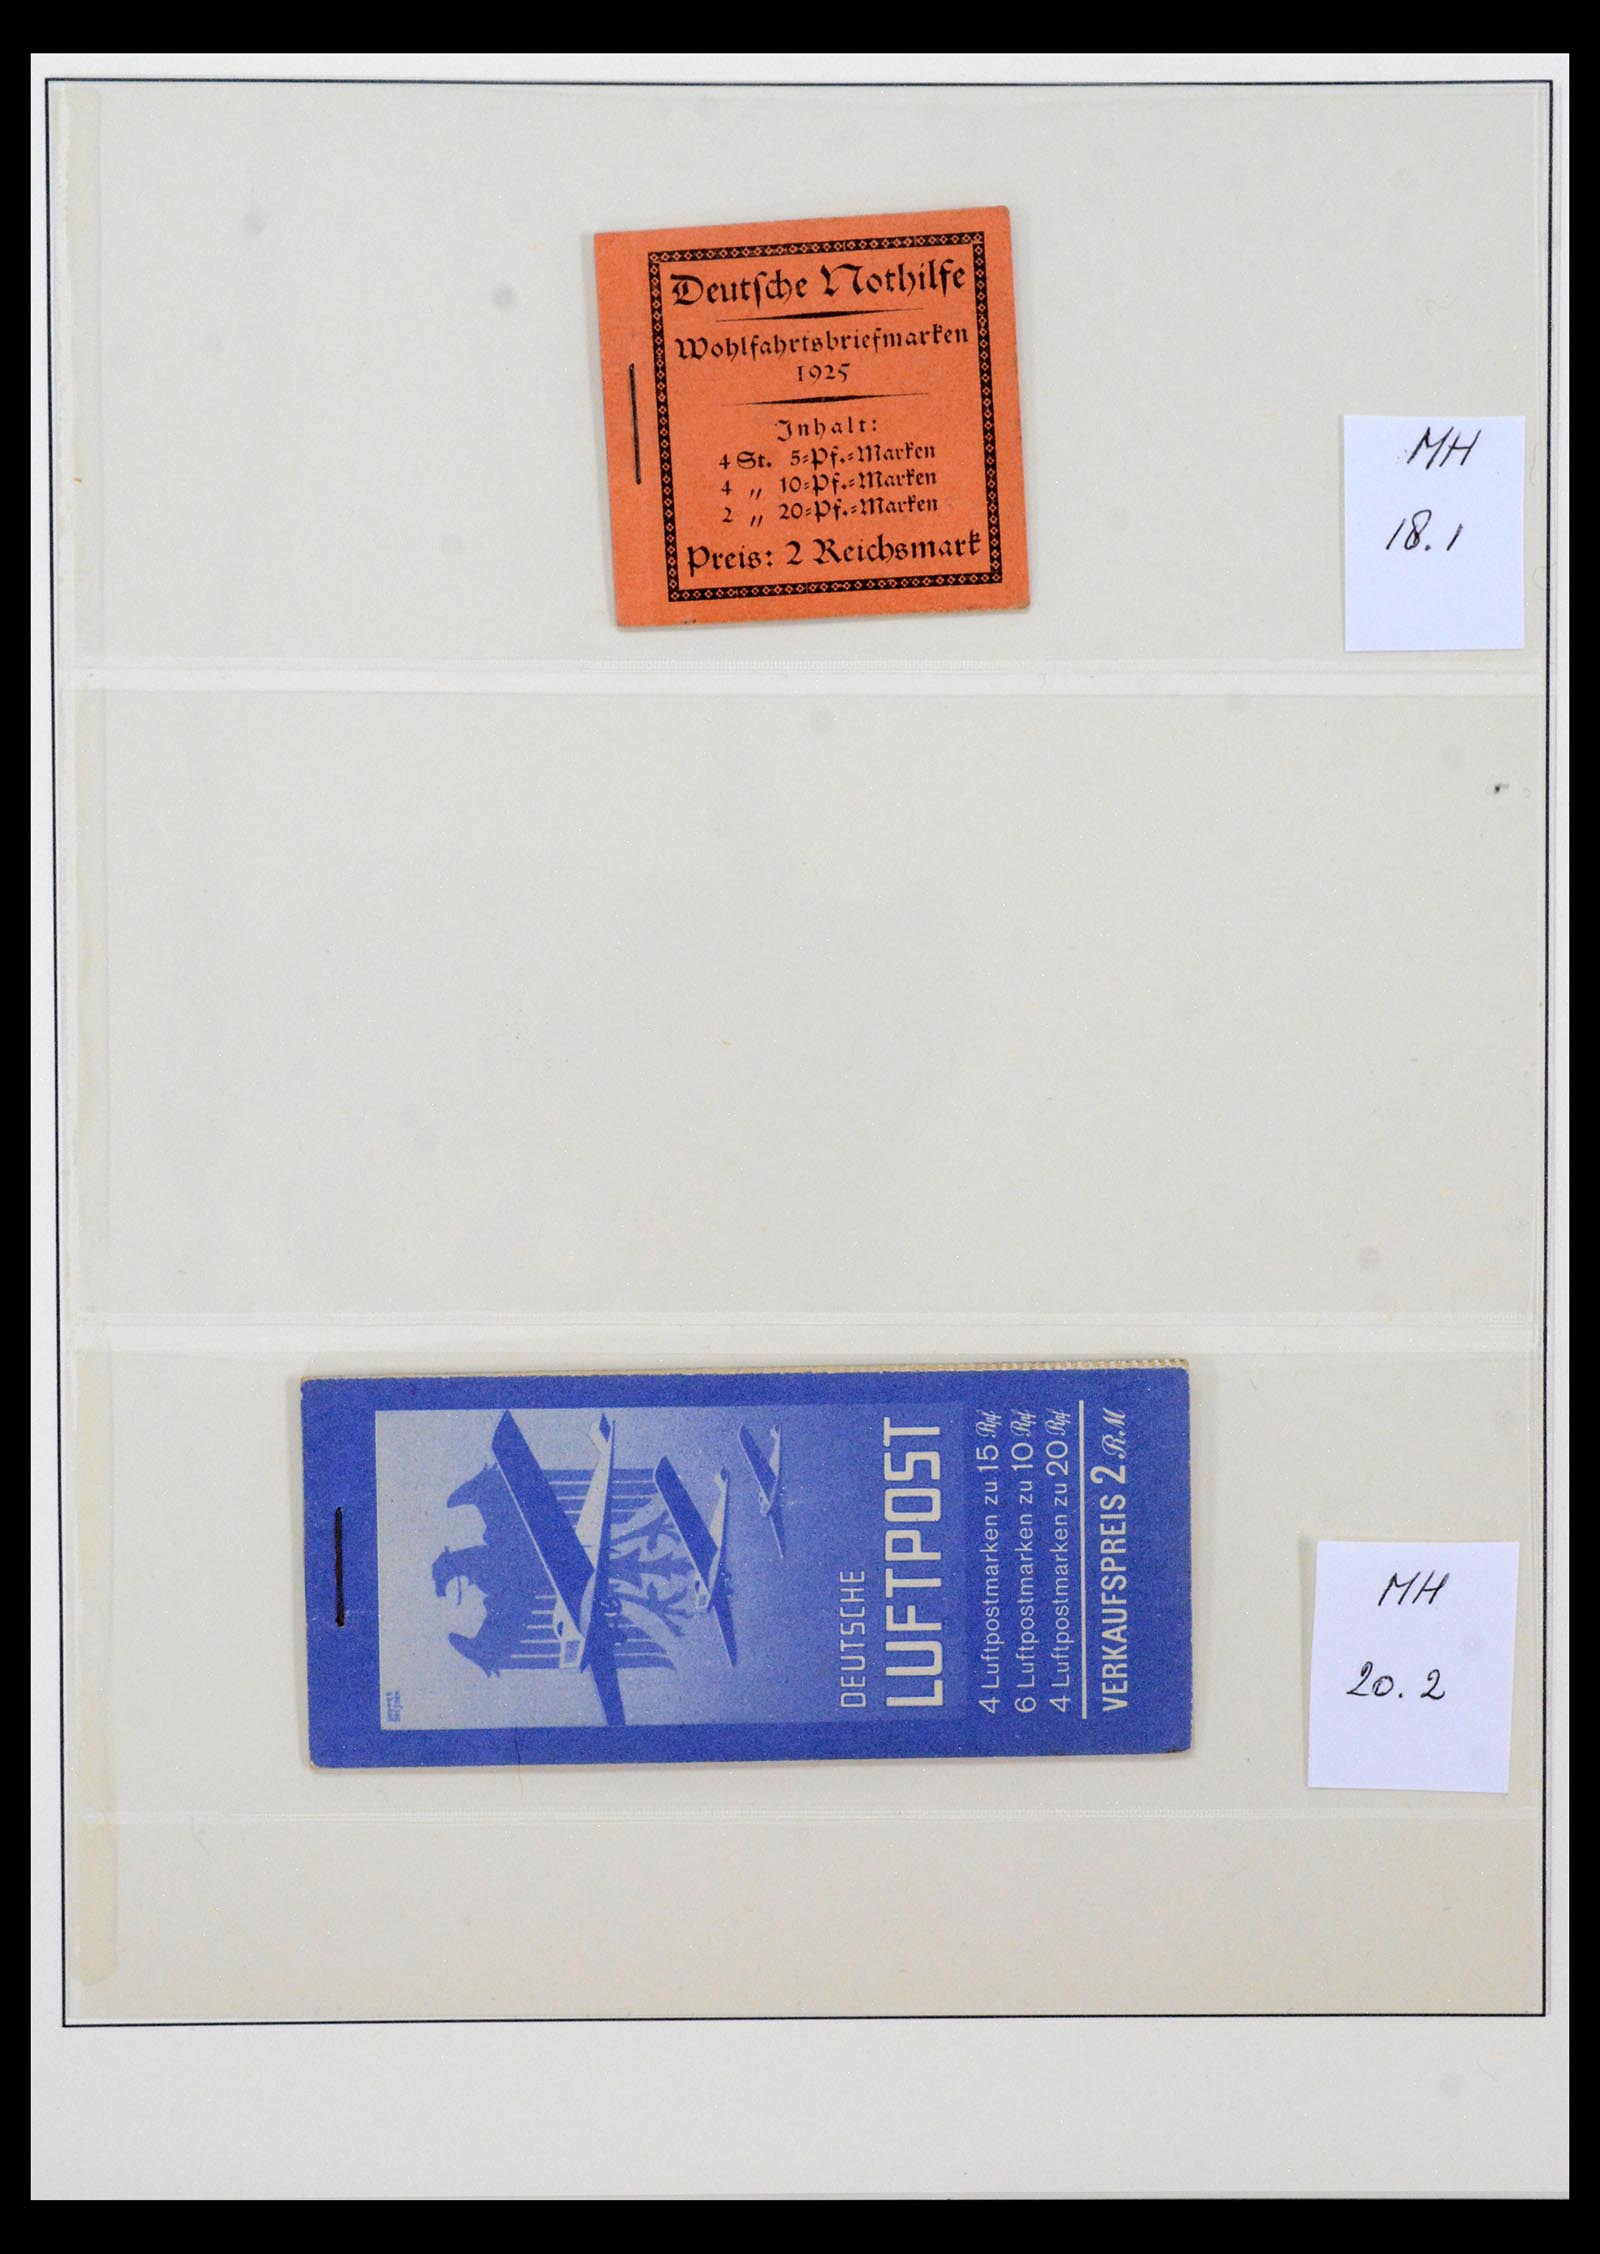 Deutſche Nothilfe
Wohlfahrtsbriefmarken
1925
Inhalt:
4 St. 5=Pf.=Marken
4 „ 10=Pf.=Marken
2 „ 20=Pf.=Marken
Preis: 2 Reichsmark
MH
18.1
DEUTSCHE
LUFTPOST
4 Luftpostmarken zu 15 Rpf
6 Luftpostmarken zu 10 Rpf
4 Luftpostmarken zu 20 Rpf
VERKAUFSPREIS 2 RM
MH
20.2